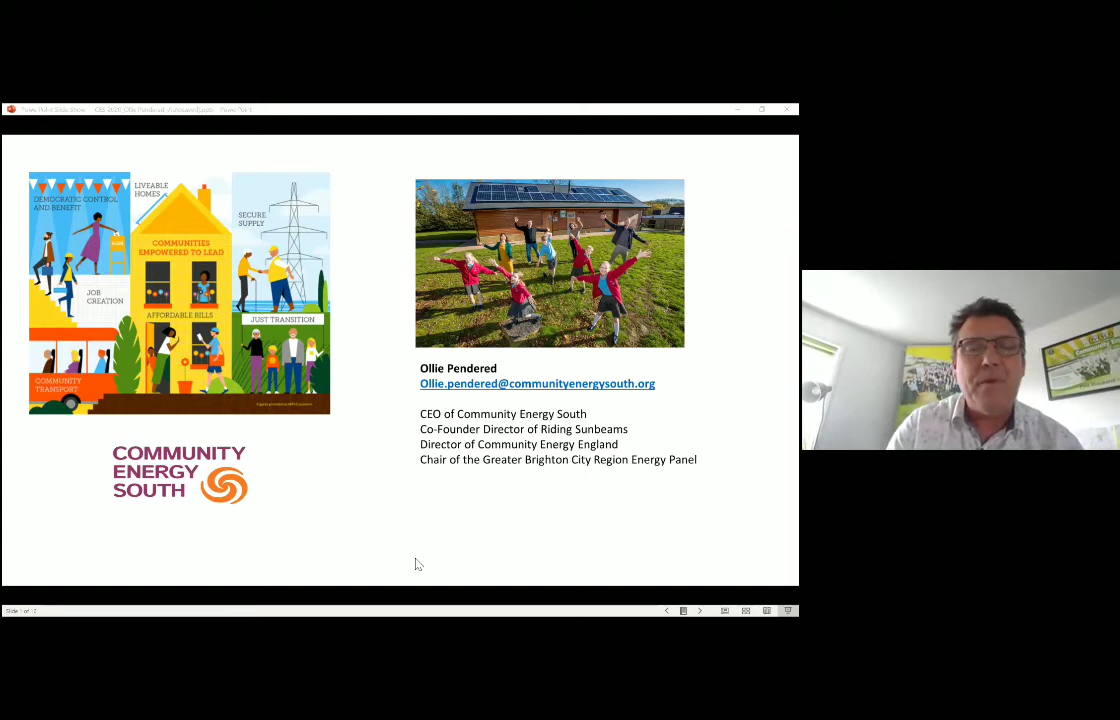 DEMOCRATIC CONTROL
AND BENEFIT
LIVEABLE
HOMES
SECURE
SUPPLY
COMMUNITIES
EMPOWERED TO LEAD
JOB
CREATION
AFFORDABLE BILLS
JUST TRANSITION
COMMUNITY
TRANSPORT
COMMUNITY
ENERGY
SOUTH
Ollie Pendered
Ollie.pendered@communityenergysouth.org
CEO of Community Energy South
Co-Founder Director of Riding Sunbeams
Director of Community Energy England
Chair of the Greater Brighton City Region Energy Panel